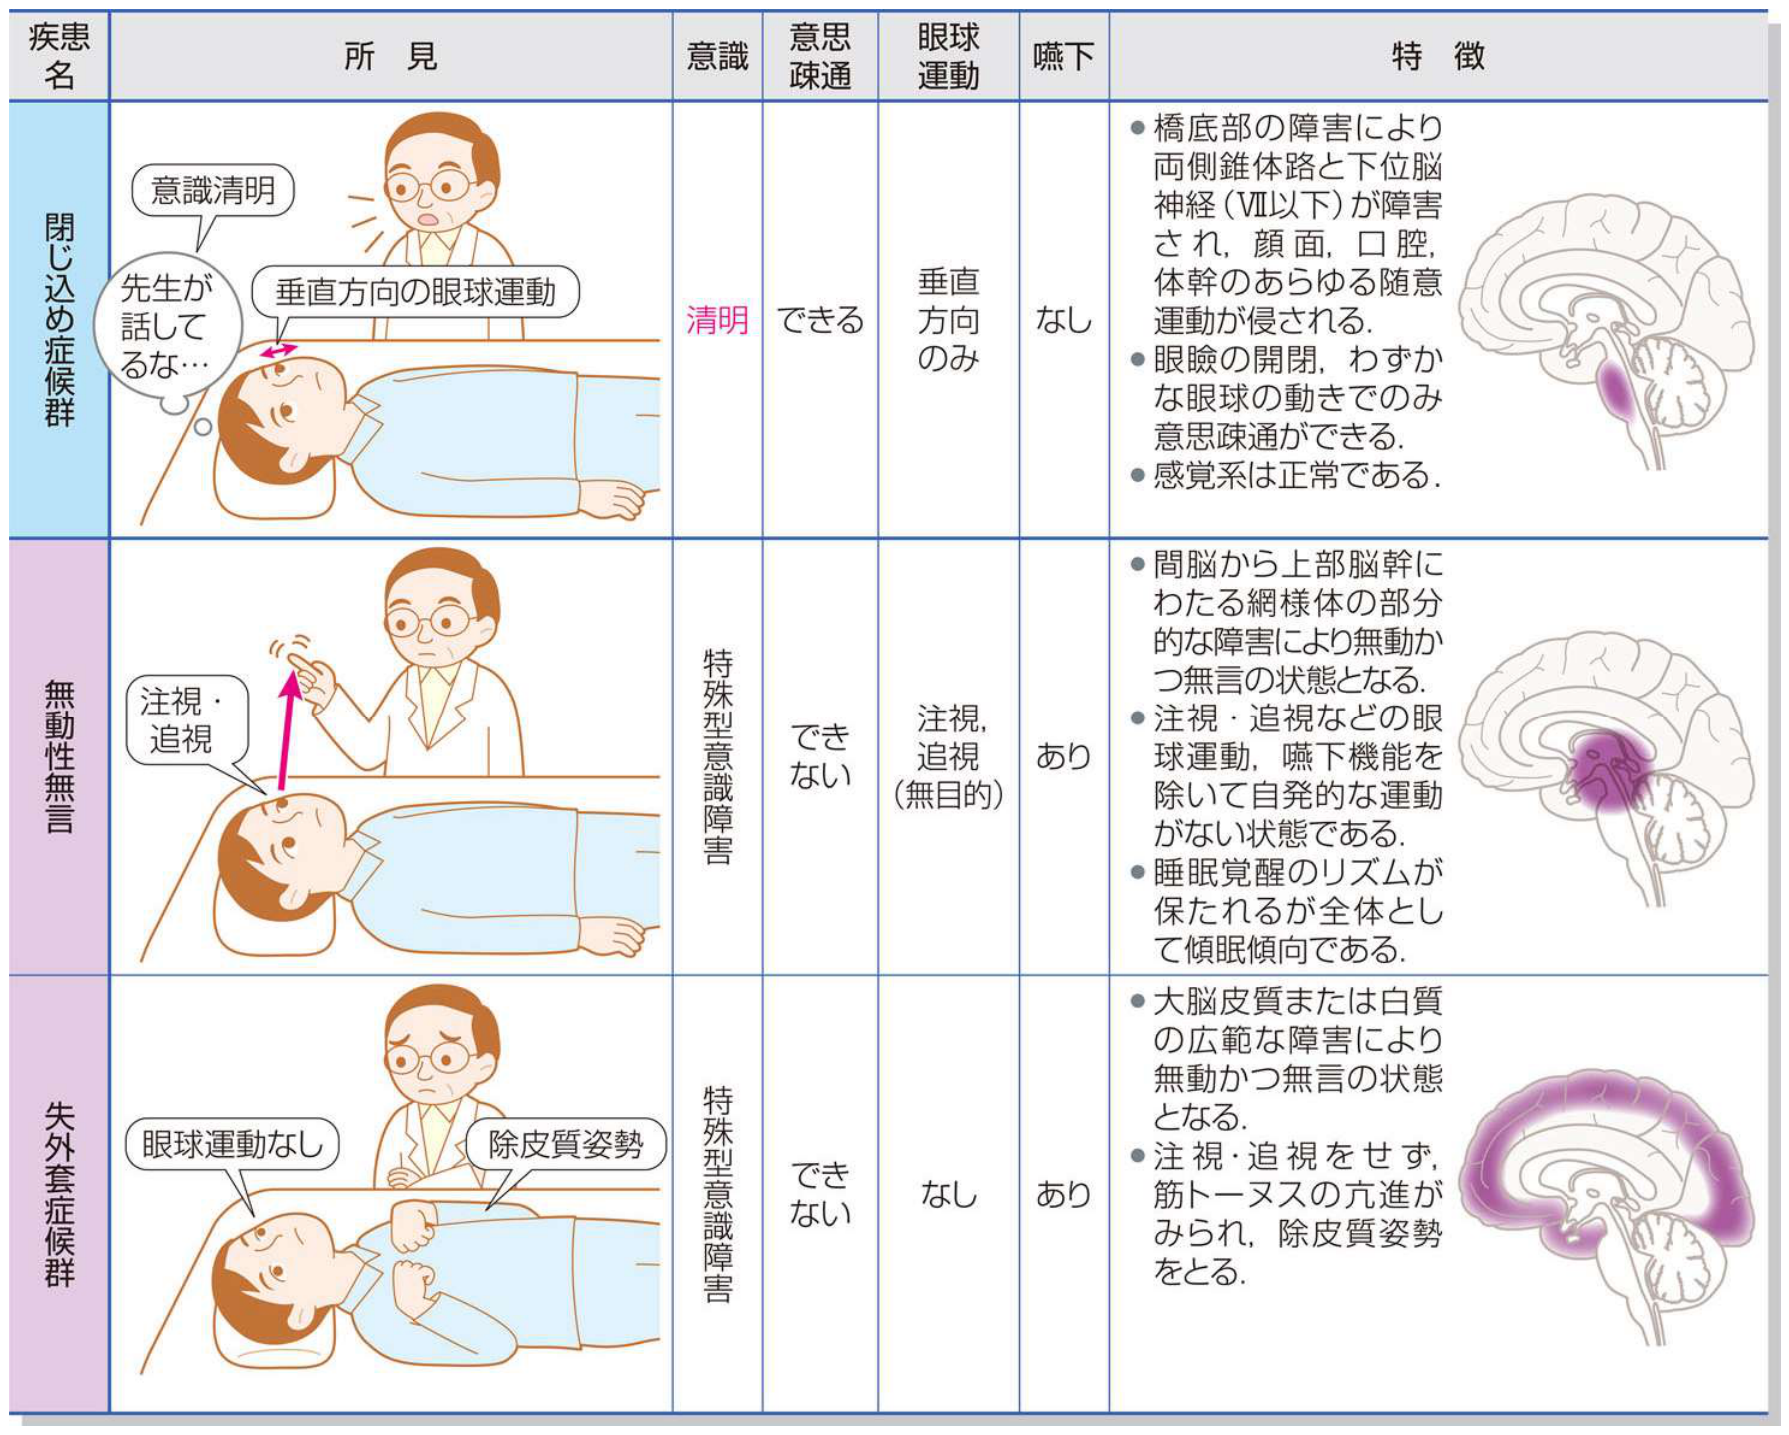 疾患名
所見
意識
意思疎通
眼球運動
嚥下
特徴
閉じ込め症候群
意識清明
先生が
話して
るな…
垂直方向の眼球運動
清明
できる
垂直
方向
のみ
なし
●橋底部の障害により
両側錐体路と下位脳
神経(Ⅶ以下)が障害
され,顔面,口腔,
体幹のあらゆる随意
運動が侵される.
●眼瞼の開閉,わずか
な眼球の動きでのみ
意思疎通ができる.
●感覚系は正常である.
無動性無言
注視・
追視
特殊型意識障害
でき
ない
注視,
追視
(無目的)
あり
●間脳から上部脳幹に
わたる網様体の部分
的な障害により無動か
つ無言の状態となる.
●注視・追視などの眼
球運動,嚥下機能を
除いて自発的な運動
がない状態である.
●睡眠覚醒のリズムが
保たれるが全体とし
て傾眠傾向である.
失外套症候群
眼球運動なし
除皮質姿勢
特殊型意識障害
でき
ない
なし
あり
●大脳皮質または白質
の広範な障害により
無動かつ無言の状態
となる.
●注視・追視をせず,
筋トーヌスの亢進が
みられ,除皮質姿勢
をとる.